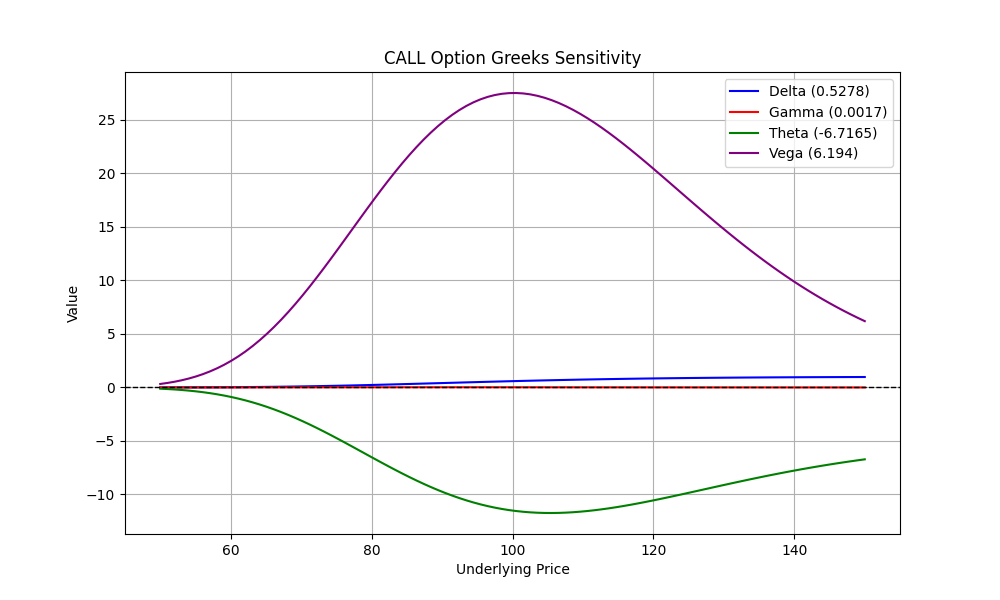 CALL Option Greeks Sensitivity
Delta (0.5278)
Gamma (0.0017)
Theta (-6.7165)
Vega (6.194)
25
20
15
10
5
0
−5
−10
Value
60 80 100 120 140
Underlying Price